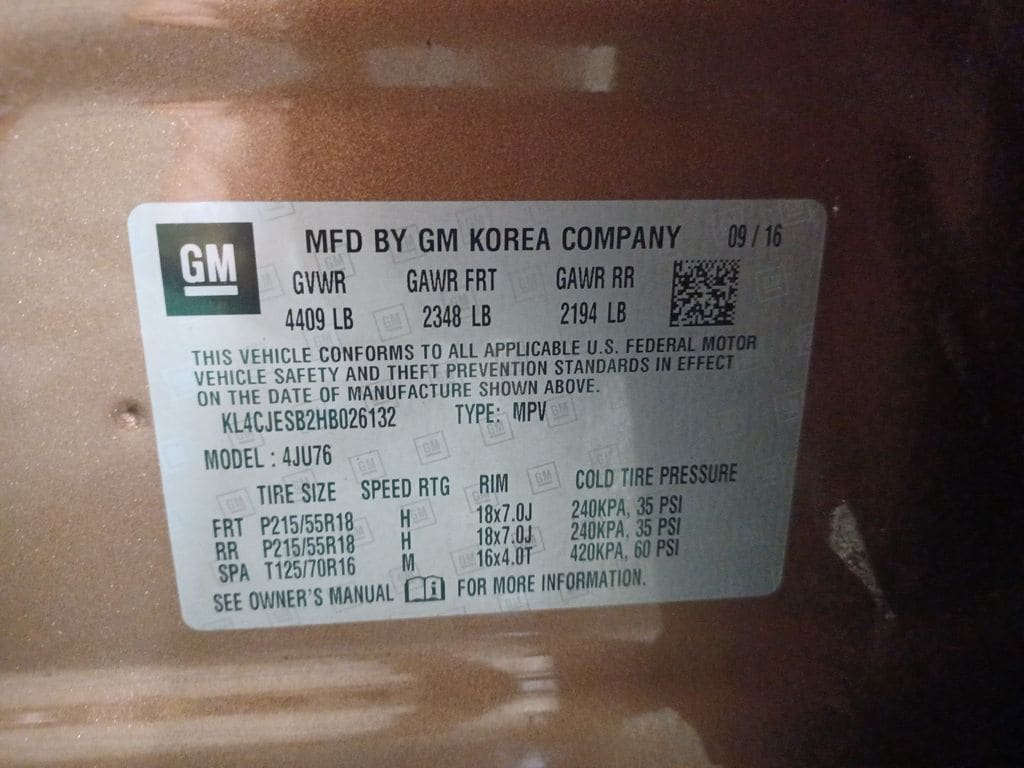 GM MFD BY GM KOREA COMPANY 09 / 16
GVWR GAWR FRT GAWR RR
4409 LB 2348 LB 2194 LB
THIS VEHICLE CONFORMS TO ALL APPLICABLE U.S. FEDERAL MOTOR
VEHICLE SAFETY AND THEFT PREVENTION STANDARDS IN EFFECT
ON THE DATE OF MANUFACTURE SHOWN ABOVE.
KL4CJESB2HB026132 TYPE: MPV
MODEL : 4JU76
TIRE SIZE SPEED RTG RIM COLD TIRE PRESSURE
FRT P215/55R18 H 18x7.0J 240KPA, 35 PSI
RR P215/55R18 H 18x7.0J 240KPA, 35 PSI
SPA T125/70R16 M 16x4.0T 420KPA, 60 PSI
SEE OWNER'S MANUAL FOR MORE INFORMATION.